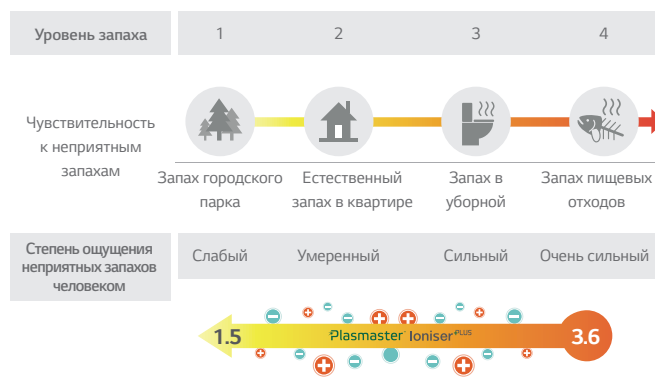 Уровень запаха 1 2 3 4
Чувствительность
к неприятным
запахам
Запах городского Естественный Запах в Запах пищевых
парка запах в квартире уборной отходов
Степень ощущения
неприятных запахов
человеком
Слабый Умеренный Сильный Очень сильный
1.5 Plasmaster Ioniser PLUS 3.6